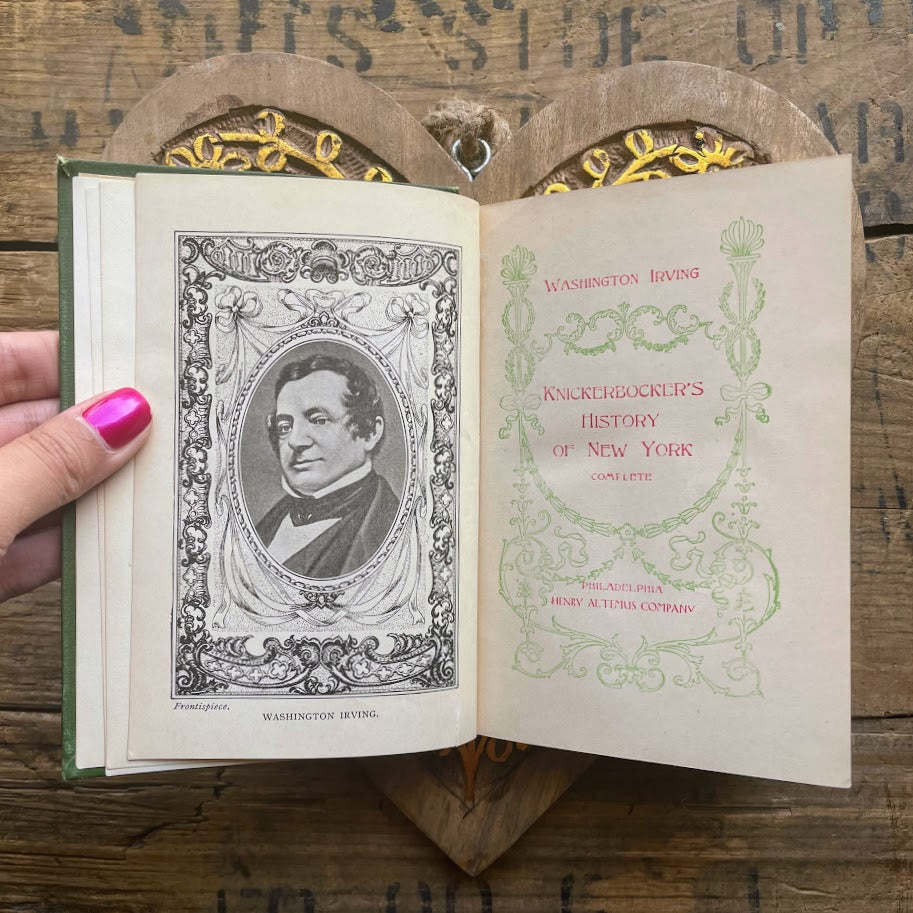 Frontispiece.
WASHINGTON IRVING.
WASHINGTON IRVING
KNICKERBOCKER'S
HISTORY
OF NEW YORK
COMPLETE
PHILADELPHIA
HENRY ALTEMUS COMPANY